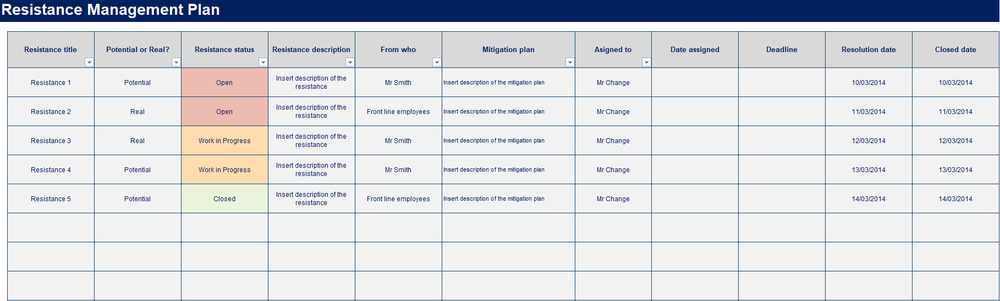 Resistance Management Plan
Resistance title Potential or Real? Resistance status Resistance description From who Mitigation plan Asigned to Date assigned Deadline Resolution date Closed date
Resistance 1 Potential Open Insert description of the resistance Mr Smith Insert description of the mitigation plan Mr Change 10/03/2014 10/03/2014
Resistance 2 Real Open Insert description of the resistance Front line employees Insert description of the mitigation plan Mr Change 11/03/2014 11/03/2014
Resistance 3 Real Work in Progress Insert description of the resistance Mr Smith Insert description of the mitigation plan Mr Change 12/03/2014 12/03/2014
Resistance 4 Potential Work in Progress Insert description of the resistance Mr Smith Insert description of the mitigation plan Mr Change 13/03/2014 13/03/2014
Resistance 5 Potential Closed Insert description of the resistance Front line employees Insert description of the mitigation plan Mr Change 14/03/2014 14/03/2014